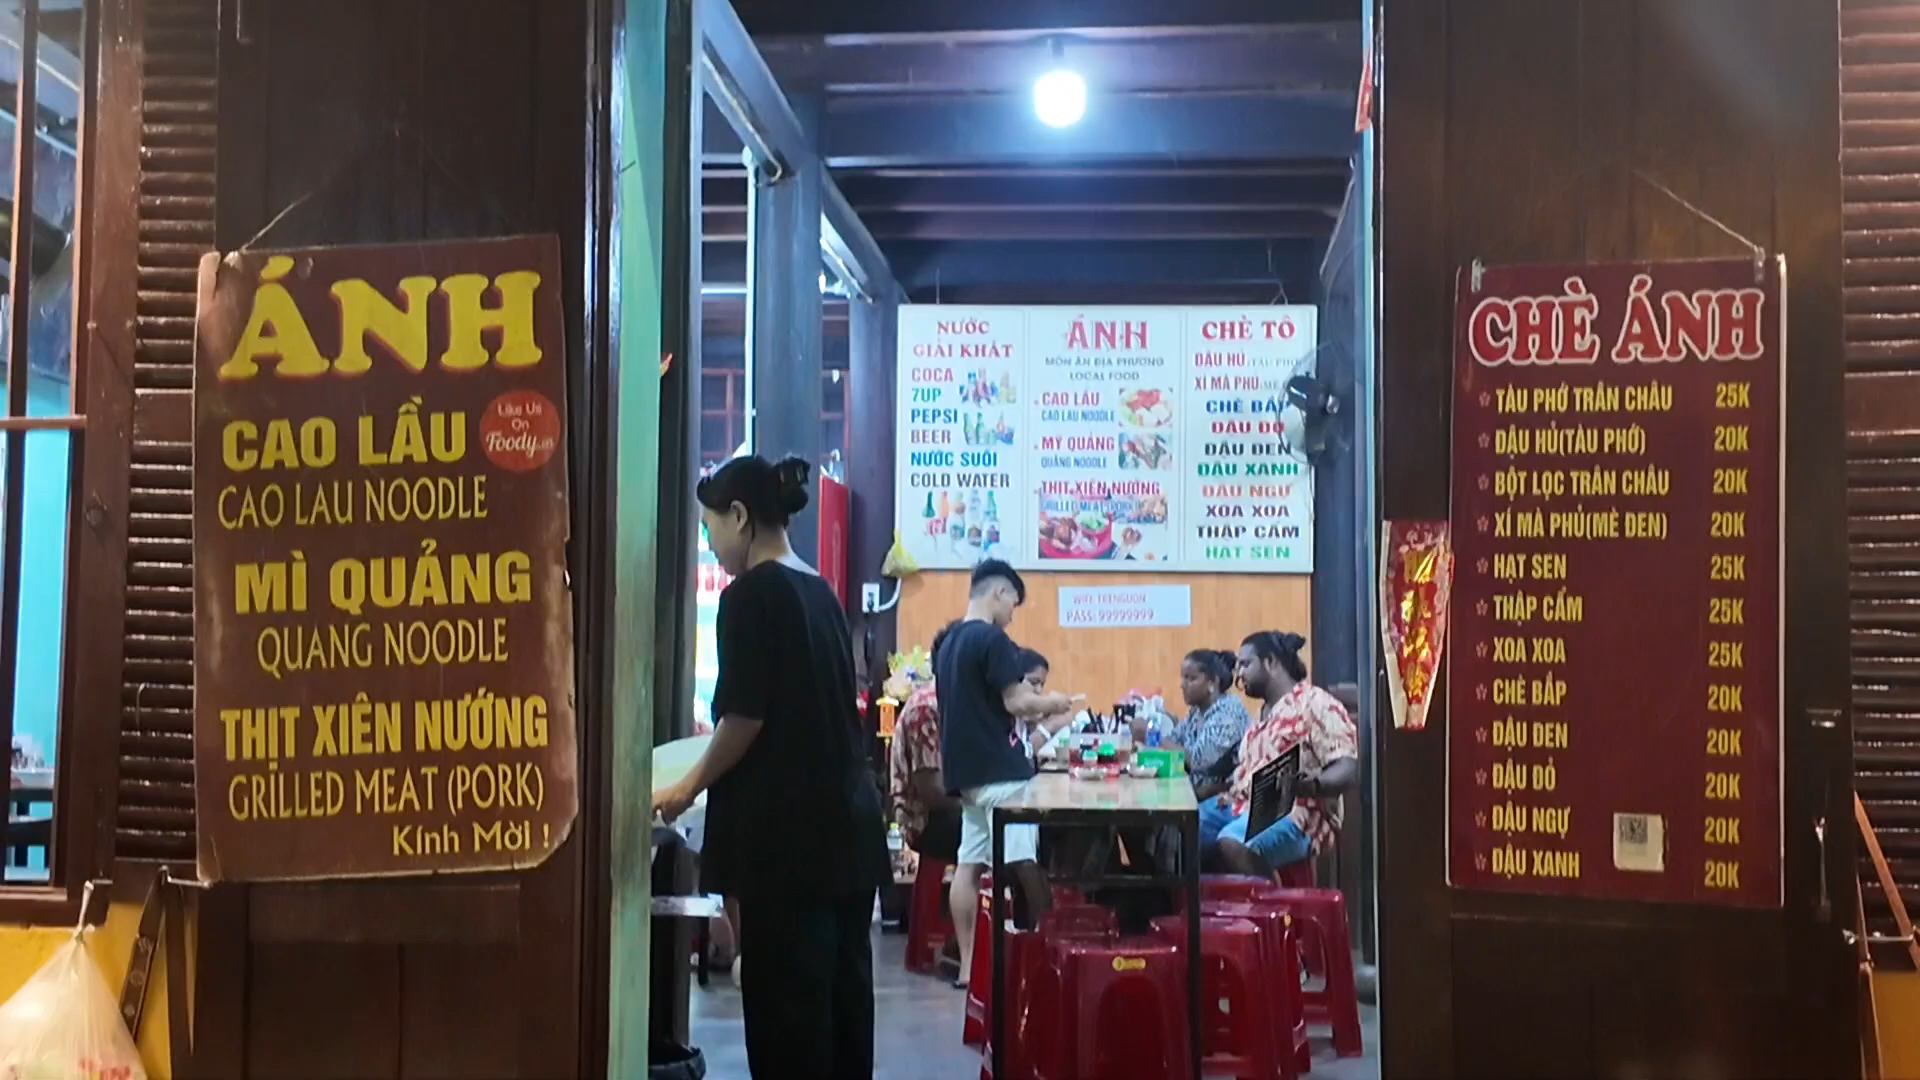 ÁNH
CAO LẦU
CAO LAU NOODLE
Like Us
On
Foody.vn
MÌ QUẢNG
QUANG NOODLE
THỊT XIÊN NƯỚNG
GRILLED MEAT (PORK)
Kính Mời !
NƯỚC
GIẢI KHÁT
COCA
7UP
PEPSI
BEER
NƯỚC SUỐI
COLD WATER
ÁNH
MÓN ĂN ĐỊA PHƯƠNG
LOCAL FOOD
CAO LẦU
CAO LAU NOODLE
MỲ QUẢNG
QUẢNG NOODLE
THỊT XIÊN NƯỚNG
GRILLED MEAT (PORK)
CHÈ TÔ
ĐẬU HỦ (TÀU PHỚ)
XÍ MÀ PHỦ
CHÈ BẮP
ĐẬU ĐỎ
ĐẬU ĐEN
ĐẬU XANH
ĐẬU NGỰ
XOA XOA
THẬP CẨM
HẠT SEN
PASS: 99999999
CHÈ ÁNH
TÀU PHỚ TRÂN CHÂU 25K
ĐẬU HỦ(TÀU PHỚ) 20K
BỘT LỌC TRÂN CHÂU 20K
XÍ MÀ PHỦ(MÈ ĐEN) 20K
HẠT SEN 25K
THẬP CẨM 25K
XOA XOA 25K
CHÈ BẮP 20K
ĐẬU ĐEN 20K
ĐẬU ĐỎ 20K
ĐẬU NGỰ 20K
ĐẬU XANH 20K